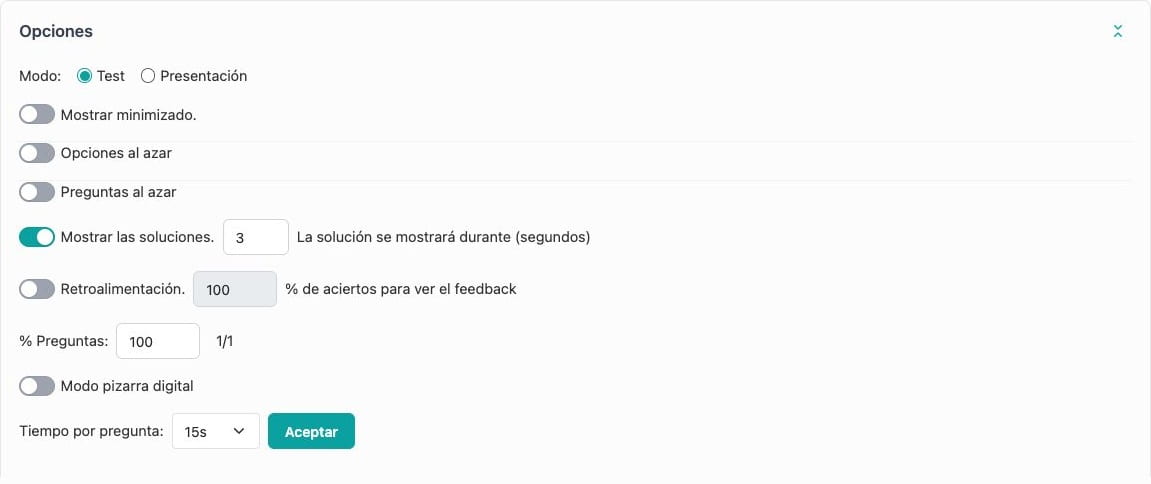 Opciones
Modo: Test Presentación
Mostrar minimizado.
Opciones al azar
Preguntas al azar
Mostrar las soluciones. 3 La solución se mostrará durante (segundos)
Retroalimentación. 100 % de aciertos para ver el feedback
% Preguntas: 100 1/1
Modo pizarra digital
Tiempo por pregunta: 15s Aceptar